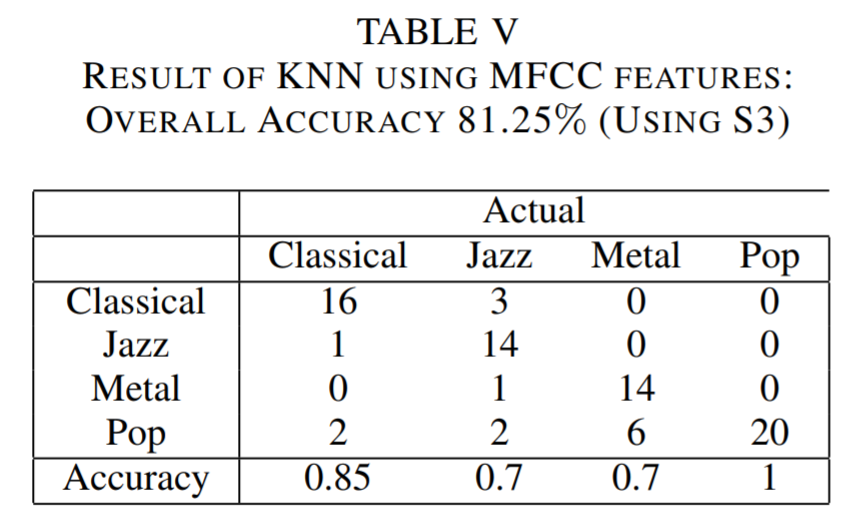 TABLE V
RESULT OF KNN USING MFCC FEATURES:
OVERALL ACCURACY 81.25% (USING S3)
Actual
Classical Jazz Metal Pop
Classical 16 3 0 0
Jazz 1 14 0 0
Metal 0 1 14 0
Pop 2 2 6 20
Accuracy 0.85 0.7 0.7 1